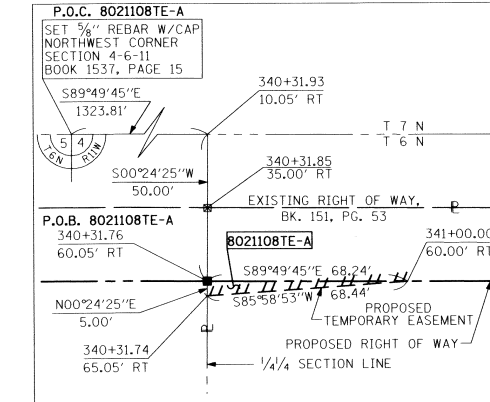 P.O.C. 8021108TE-A
SET 5/8" REBAR W/CAP
NORTHWEST CORNER
SECTION 4-6-11
BOOK 1537, PAGE 15
S89°49'45"E
1323.81'
340+31.93
10.05' RT
5 4
T6N R11W
T 7 N
T 6 N
S00°24'25"W
50.00'
340+31.85
35.00' RT
EXISTING RIGHT OF WAY,
BK. 151, PG. 53
P.O.B. 8021108TE-A
340+31.76
60.05' RT
8021108TE-A
341+00.00
60.00' RT
S89°49'45"E 68.24'
S85°58'53"W 68.44'
N00°24'25"E
5.00'
PROPOSED
TEMPORARY EASEMENT
PROPOSED RIGHT OF WAY
340+31.74
65.05' RT
1/4 1/4 SECTION LINE